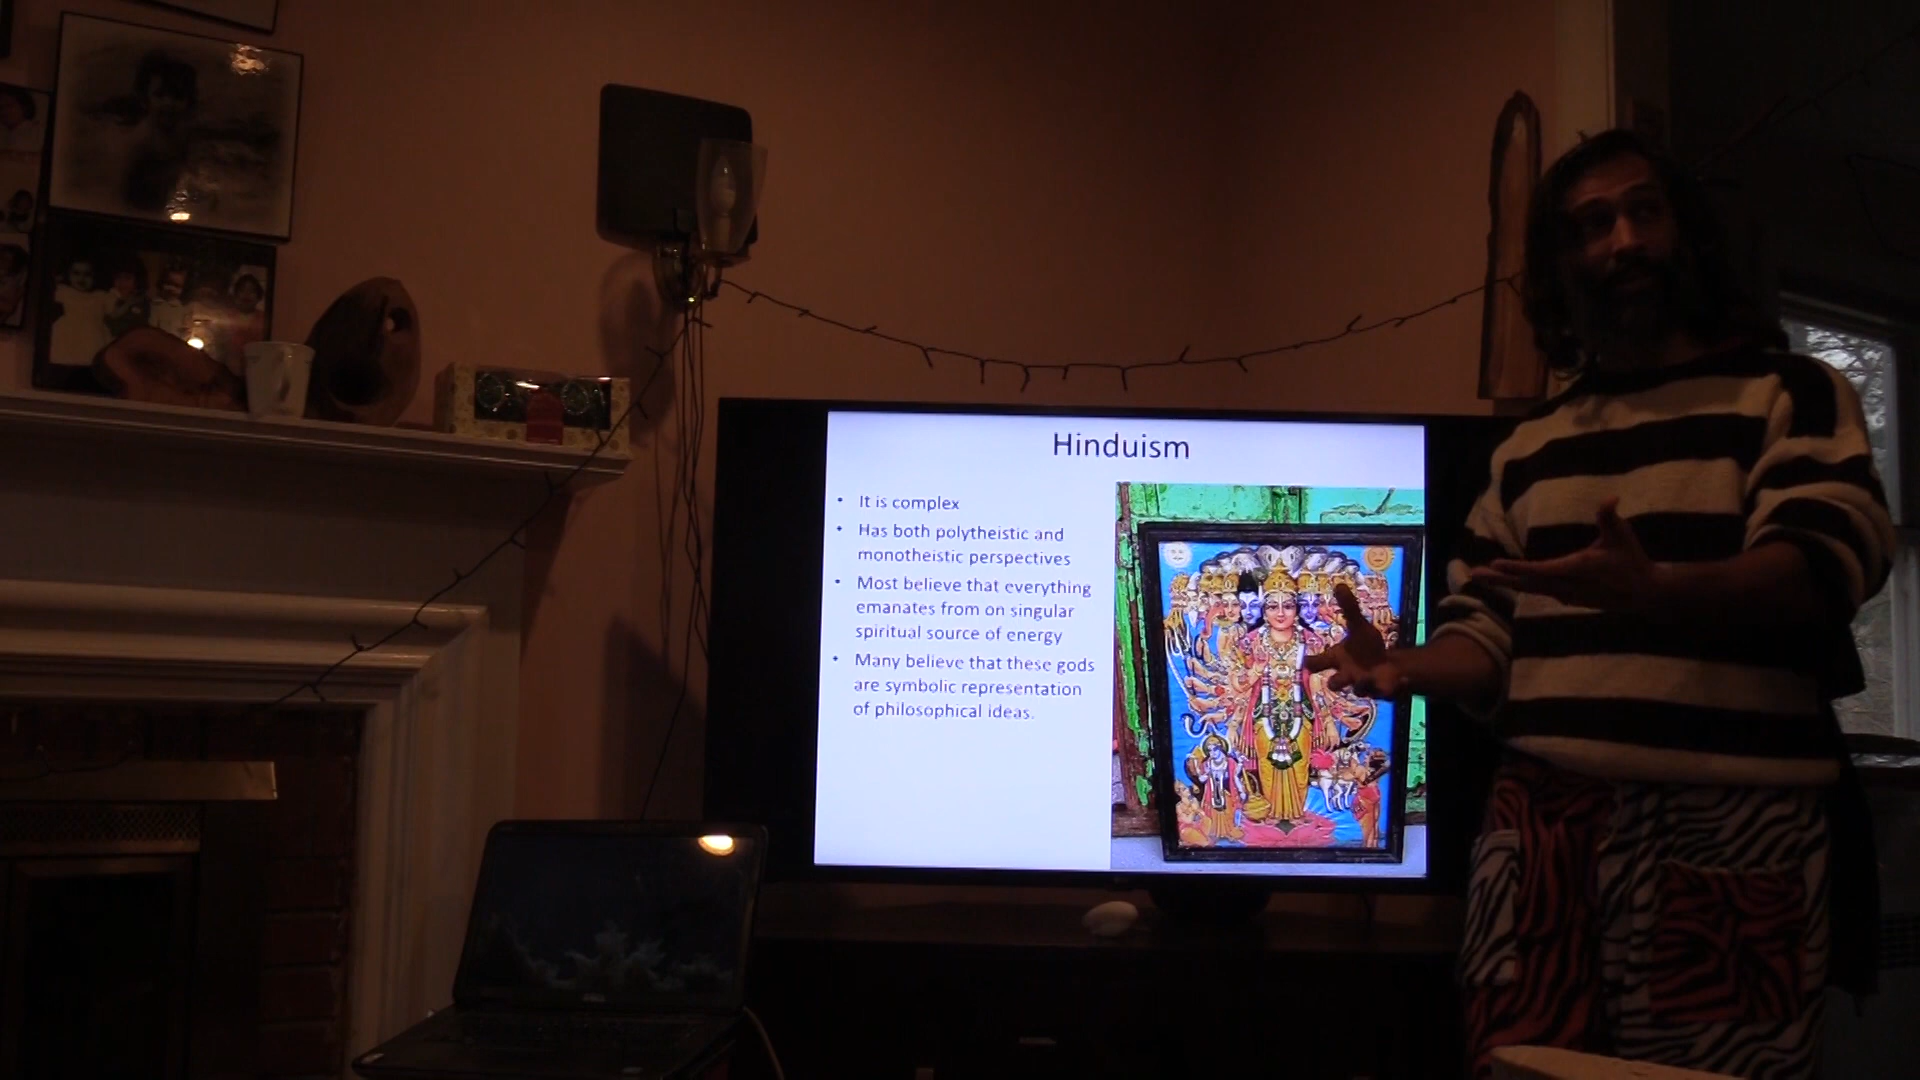 Hinduism
• It is complex
• Has both polytheistic and
monotheistic perspectives
• Most believe that everything
emanates from on singular
spiritual source of energy
• Many believe that these gods
are symbolic representation
of philosophical ideas.